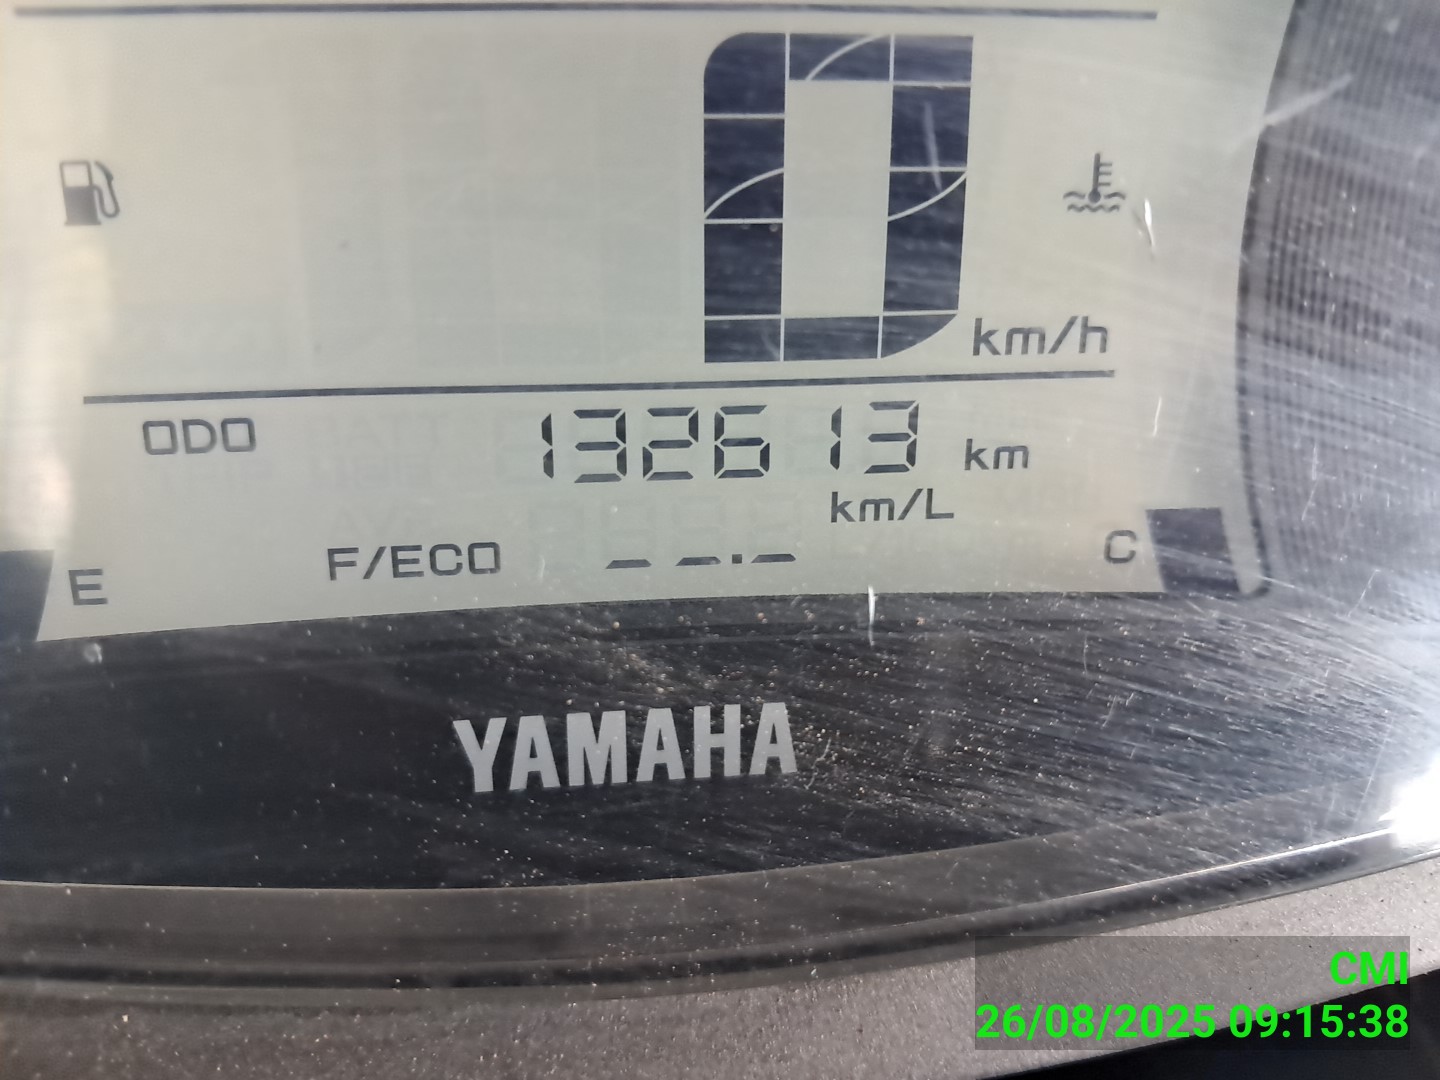 0
km/h
ODO 132613 km
km/L
F/ECO --.-
E
C
YAMAHA
CMI
26/08/2025 09:15:38